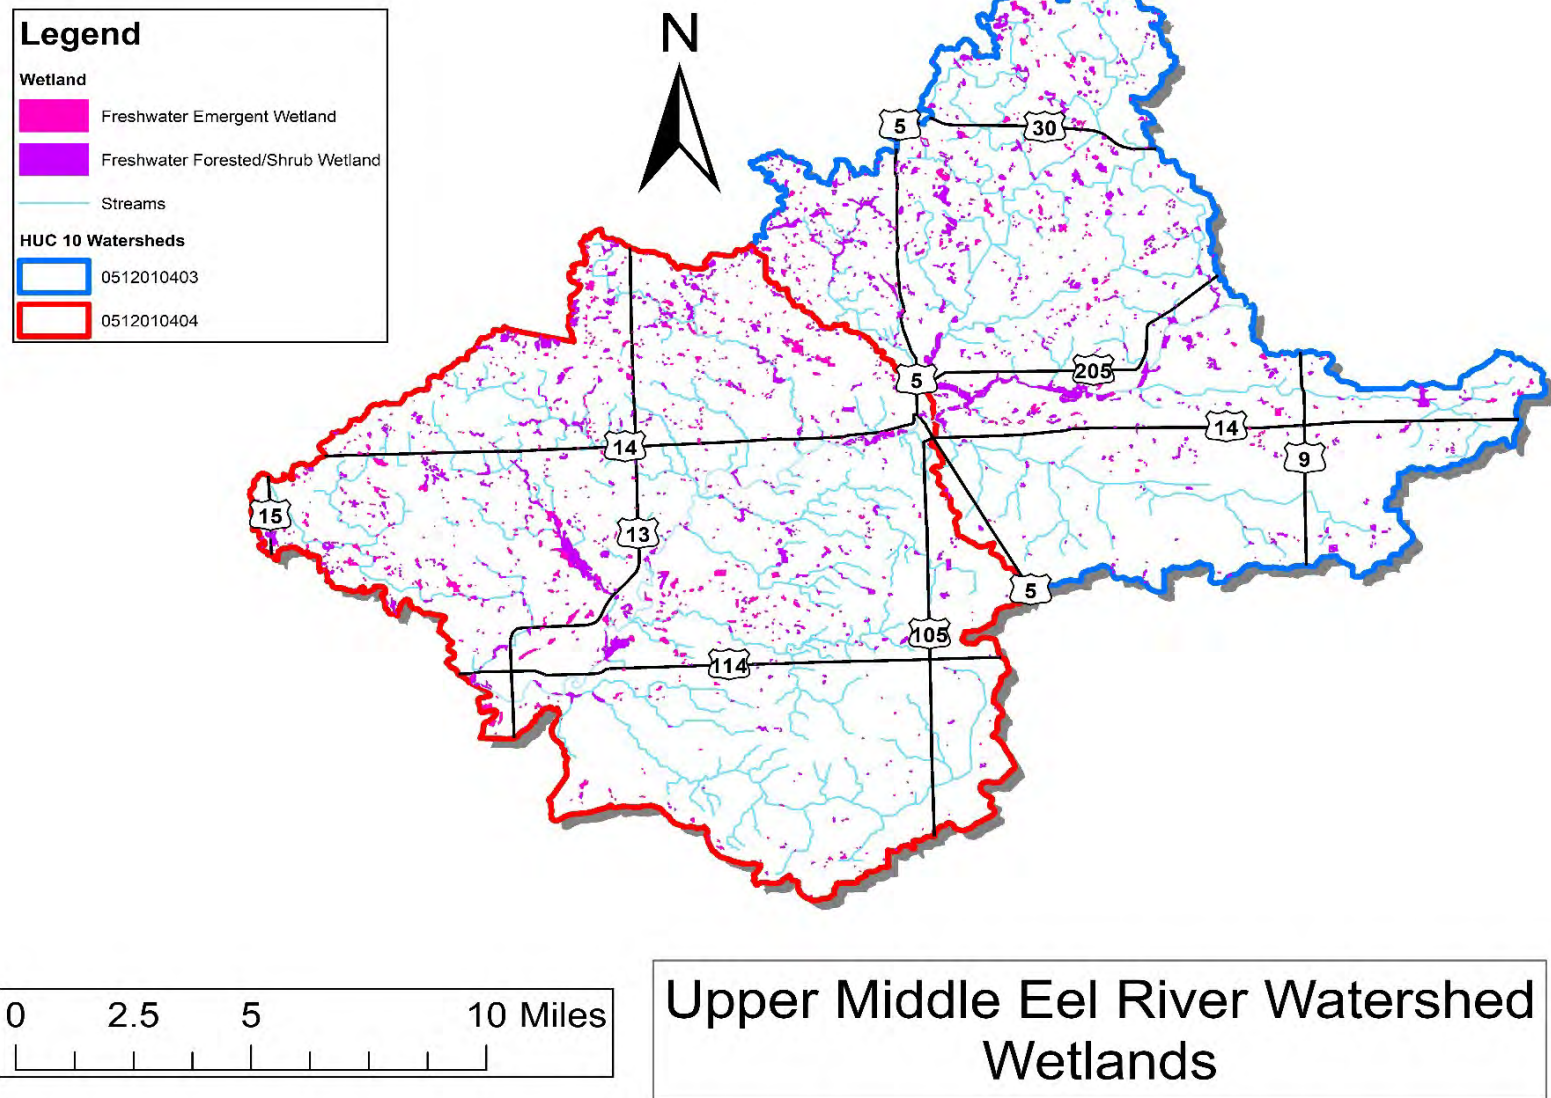 Legend
Wetland
Freshwater Emergent Wetland
Freshwater Forested/Shrub Wetland
Streams
HUC 10 Watersheds
0512010403
0512010404
N
5
30
5
205
14
14
9
15
13
5
105
114
0 2.5 5 10 Miles
Upper Middle Eel River Watershed
Wetlands